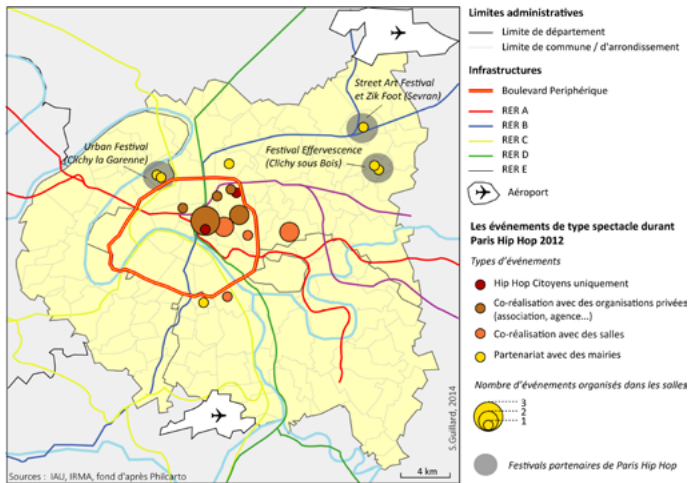 Street Art Festival
et Zik Foot (Sevran)
Urban Festival
(Clichy la Garenne)
Festival Effervescence
(Clichy sous Bois)
S.Guillard, 2014
Sources : IAU, IRMA, fond d'après Philcarto
4 km
Limites administratives
Limite de département
Limite de commune / d'arrondissement
Infrastructures
Boulevard Periphérique
RER A
RER B
RER C
RER D
RER E
Aéroport
Les événements de type spectacle durant
Paris Hip Hop 2012
Types d'événements
Hip Hop Citoyens uniquement
Co-réalisation avec des organisations privées
(association, agence...)
Co-réalisation avec des salles
Partenariat avec des mairies
Nombre d'événements organisés dans les salles
3
2
1
Festivals partenaires de Paris Hip Hop